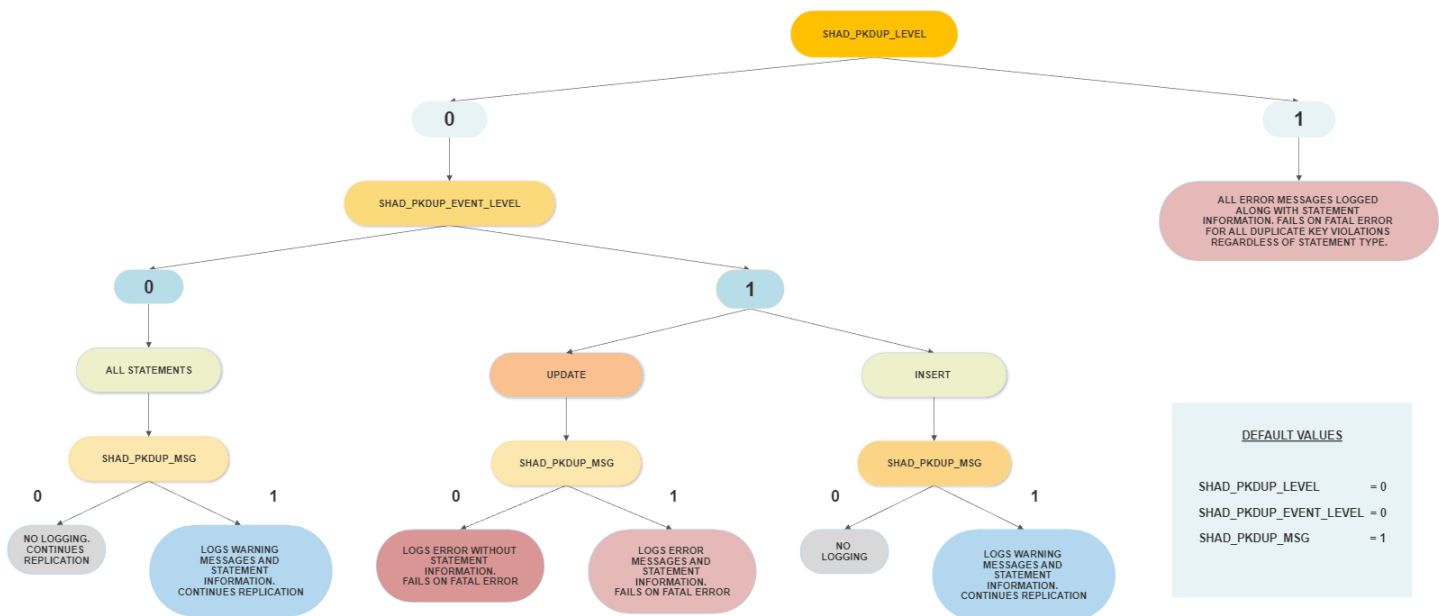 SHAD_PKDUP_LEVEL
0
1
SHAD_PKDUP_EVENT_LEVEL
ALL ERROR MESSAGES LOGGED
ALONG WITH STATEMENT
INFORMATION. FAILS ON FATAL ERROR
FOR ALL DUPLICATE KEY VIOLATIONS
REGARDLESS OF STATEMENT TYPE.
0
1
ALL STATEMENTS
UPDATE
INSERT
SHAD_PKDUP_MSG
SHAD_PKDUP_MSG
SHAD_PKDUP_MSG
0
1
0
1
0
1
NO LOGGING.
CONTINUES
REPLICATION
LOGS WARNING
MESSAGES AND
STATEMENT
INFORMATION.
CONTINUES REPLICATION
LOGS ERROR WITHOUT
STATEMENT
INFORMATION.
FAILS ON FATAL ERROR
LOGS ERROR
MESSAGES AND
STATEMENT
INFORMATION.
FAILS ON FATAL ERROR
NO
LOGGING
LOGS WARNING
MESSAGES AND
STATEMENT
INFORMATION.
CONTINUES REPLICATION
DEFAULT VALUES
SHAD_PKDUP_LEVEL = 0
SHAD_PKDUP_EVENT_LEVEL = 0
SHAD_PKDUP_MSG = 1